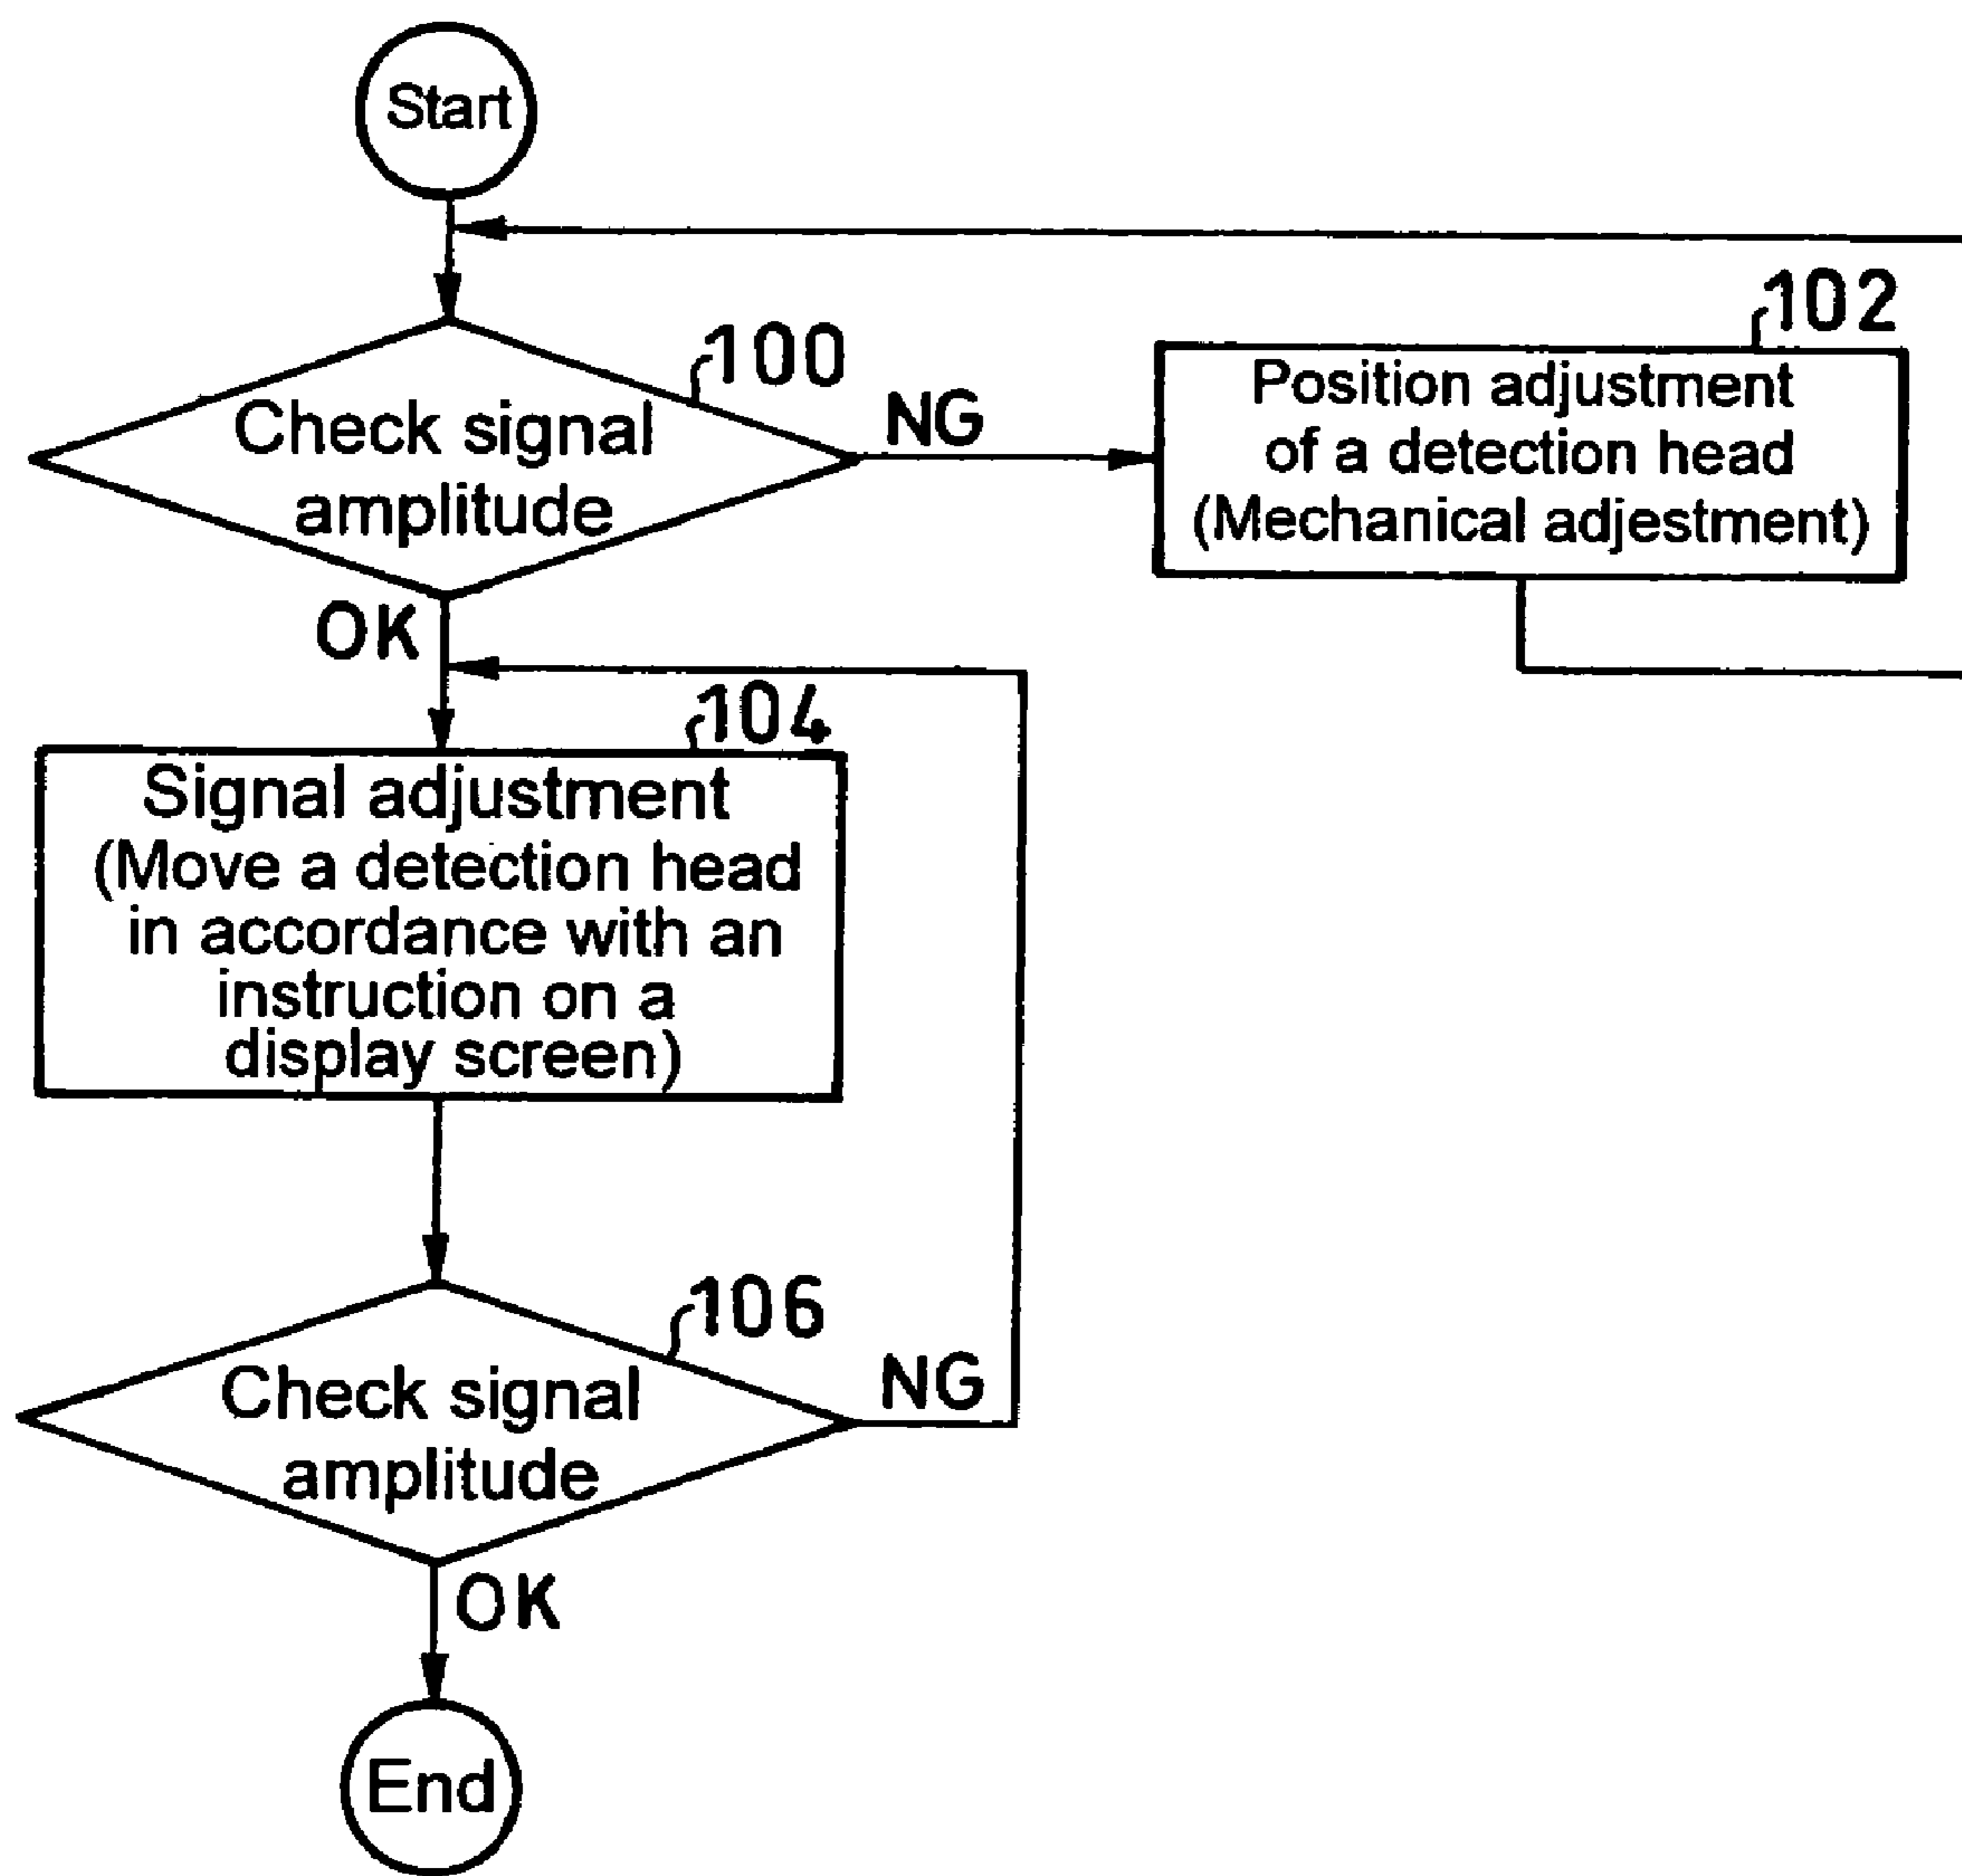 Start
100
Check signal
amplitude
NG
102
Position adjustment
of a detection head
(Mechanical adjestment)
OK
104
Signal adjustment
(Move a detection head
in accordance with an
instruction on a
display screen)
106
Check signal
amplitude
NG
OK
End